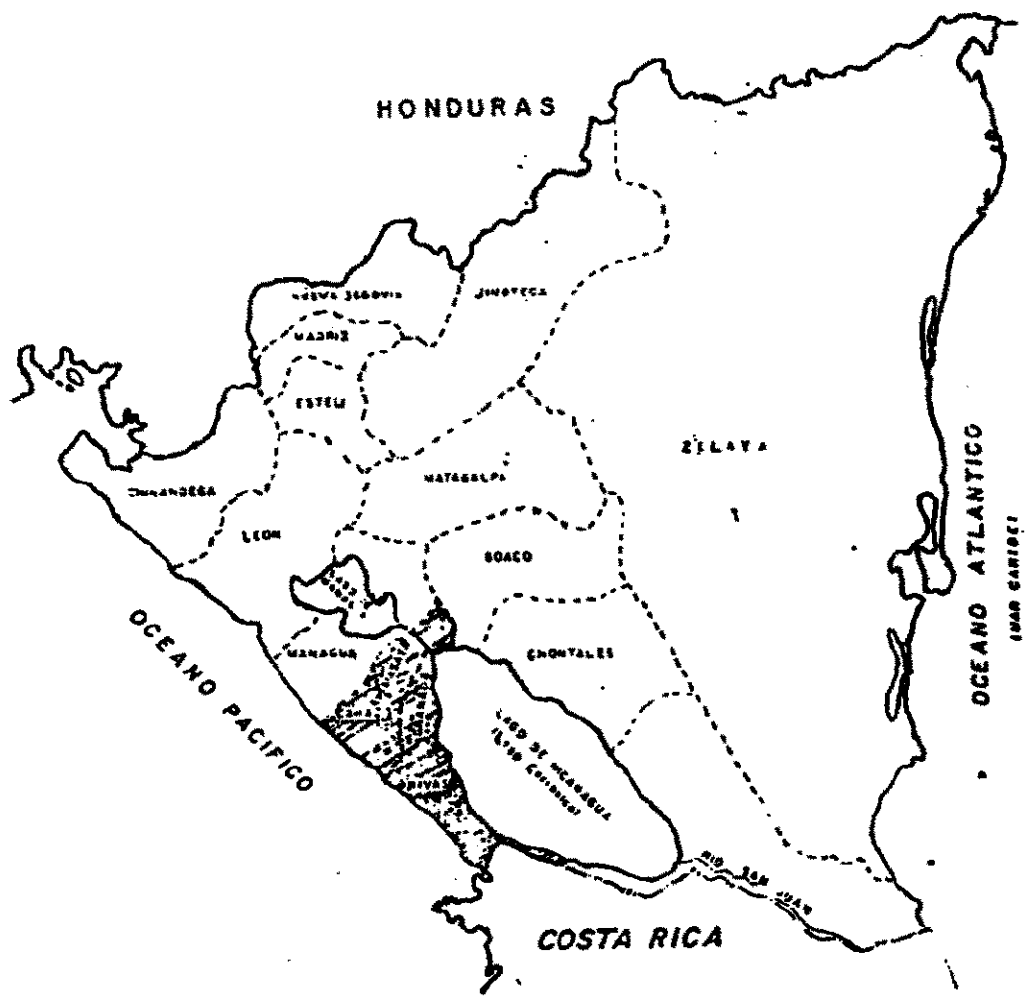 HONDURAS
NUEVA SEGOVIA
JINOTEGA
MADRIZ
ESTELI
ZELAYA
MATAGALPA
CHINANDEGA
LEON
BOACO
OCEANO ATLANTICO
(MAR CARIBE)
MANAGUA
CHONTALES
OCEANO PACIFICO
LAGO DE NICARAGUA
RIVAS
RIO SAN JUAN
COSTA RICA